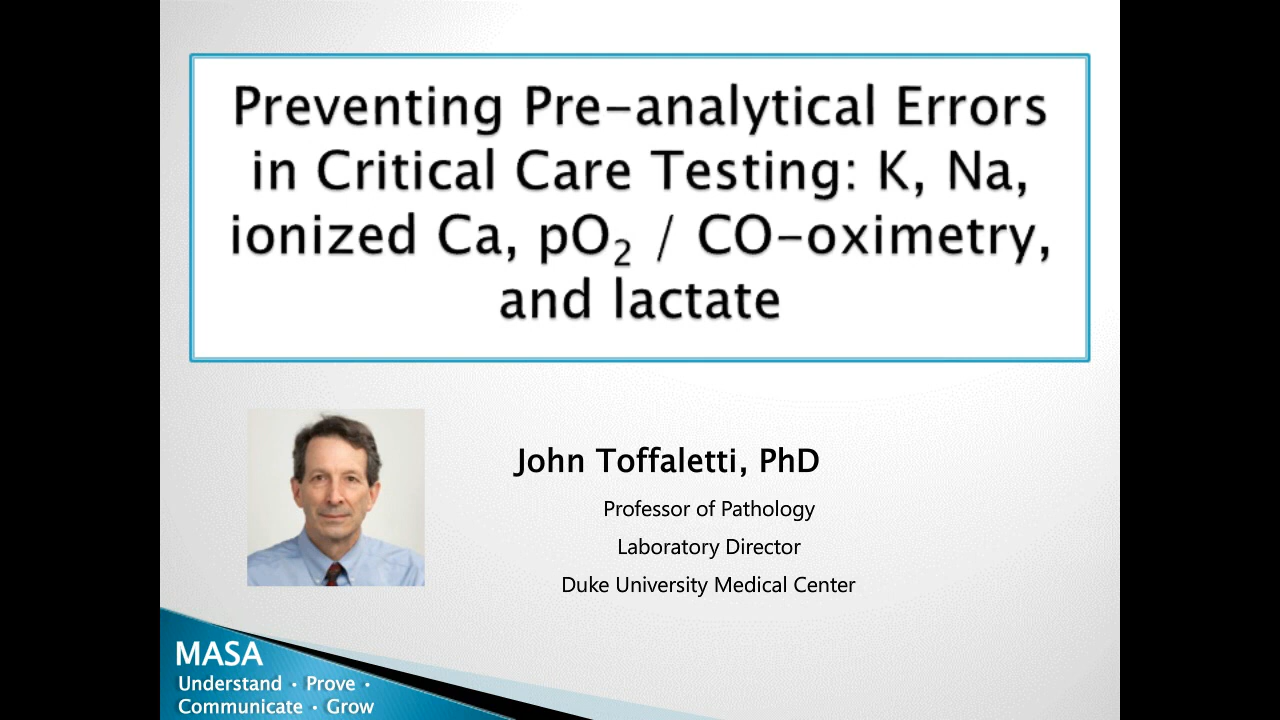 Preventing Pre-analytical Errors
in Critical Care Testing: K, Na,
ionized Ca, pO₂ / CO-oximetry,
and lactate
John Toffaletti, PhD
Professor of Pathology
Laboratory Director
Duke University Medical Center
MASA
Understand · Prove ·
Communicate · Grow